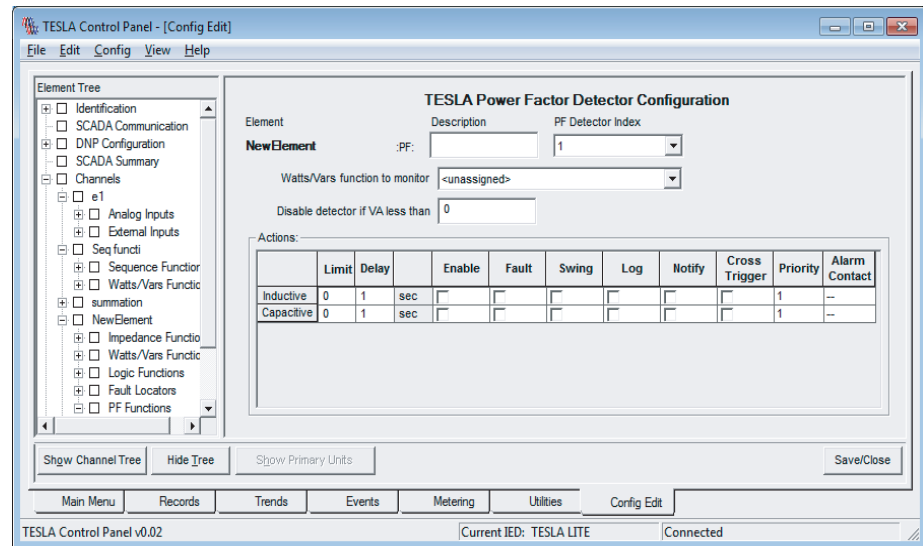 TESLA Control Panel - [Config Edit]
File Edit Config View Help
Element Tree
Identification
SCADA Communication
DNP Configuration
SCADA Summary
Channels
e1
Analog Inputs
External Inputs
Seq functi
Sequence Function
Watts/Vars Functic
summation
NewElement
Impedance Functio
Watts/Vars Functic
Logic Functions
Fault Locators
PF Functions
TESLA Power Factor Detector Configuration
Element Description PF Detector Index
NewElement :PF: 1
Watts/Vars function to monitor <unassigned>
Disable detector if VA less than 0
Actions:
Limit Delay Enable Fault Swing Log Notify Cross Trigger Priority Alarm Contact
Inductive 0 1 sec 1 --
Capacitive 0 1 sec 1 --
Show Channel Tree Hide Tree Show Primary Units Save/Close
Main Menu Records Trends Events Metering Utilities Config Edit
TESLA Control Panel v0.02 Current IED: TESLA LITE Connected